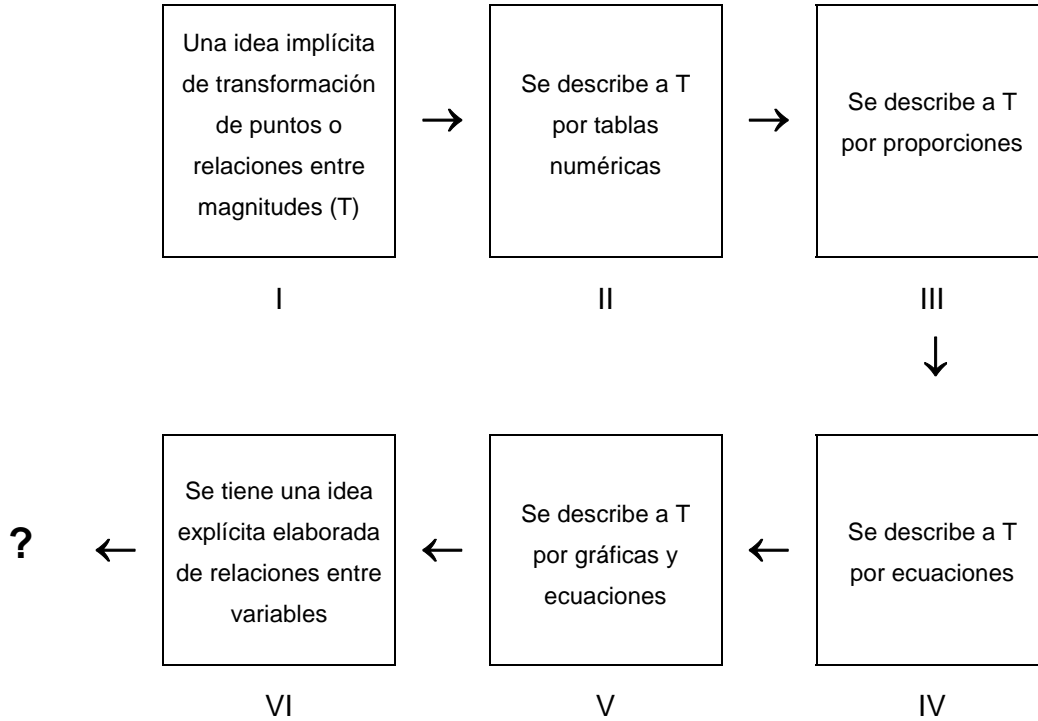 Una idea implícita
de transformación
de puntos o
relaciones entre
magnitudes (T)
I
→
Se describe a T
por tablas
numéricas
II
→
Se describe a T
por proporciones
III
↓
Se describe a T
por ecuaciones
IV
←
Se describe a T
por gráficas y
ecuaciones
V
←
Se tiene una idea
explícita elaborada
de relaciones entre
variables
VI
←
?